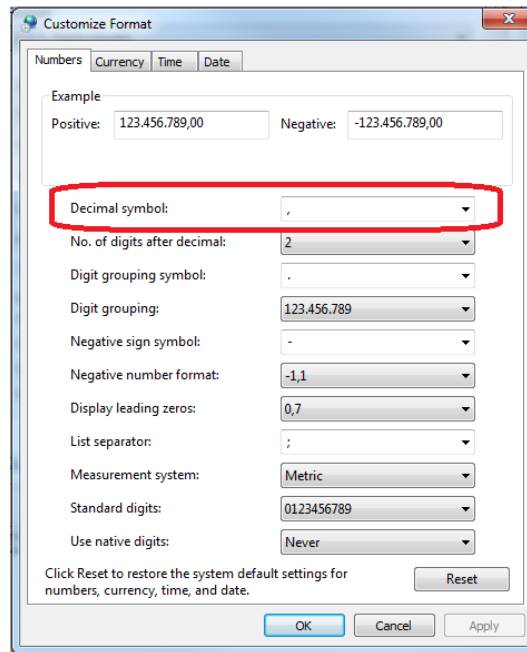 Customize Format
Numbers Currency Time Date
Example
Positive: 123.456.789,00 Negative: -123.456.789,00
Decimal symbol: ,
No. of digits after decimal: 2
Digit grouping symbol: .
Digit grouping: 123.456.789
Negative sign symbol: -
Negative number format: -1,1
Display leading zeros: 0,7
List separator: ;
Measurement system: Metric
Standard digits: 0123456789
Use native digits: Never
Click Reset to restore the system default settings for
numbers, currency, time, and date.
Reset
OK Cancel Apply